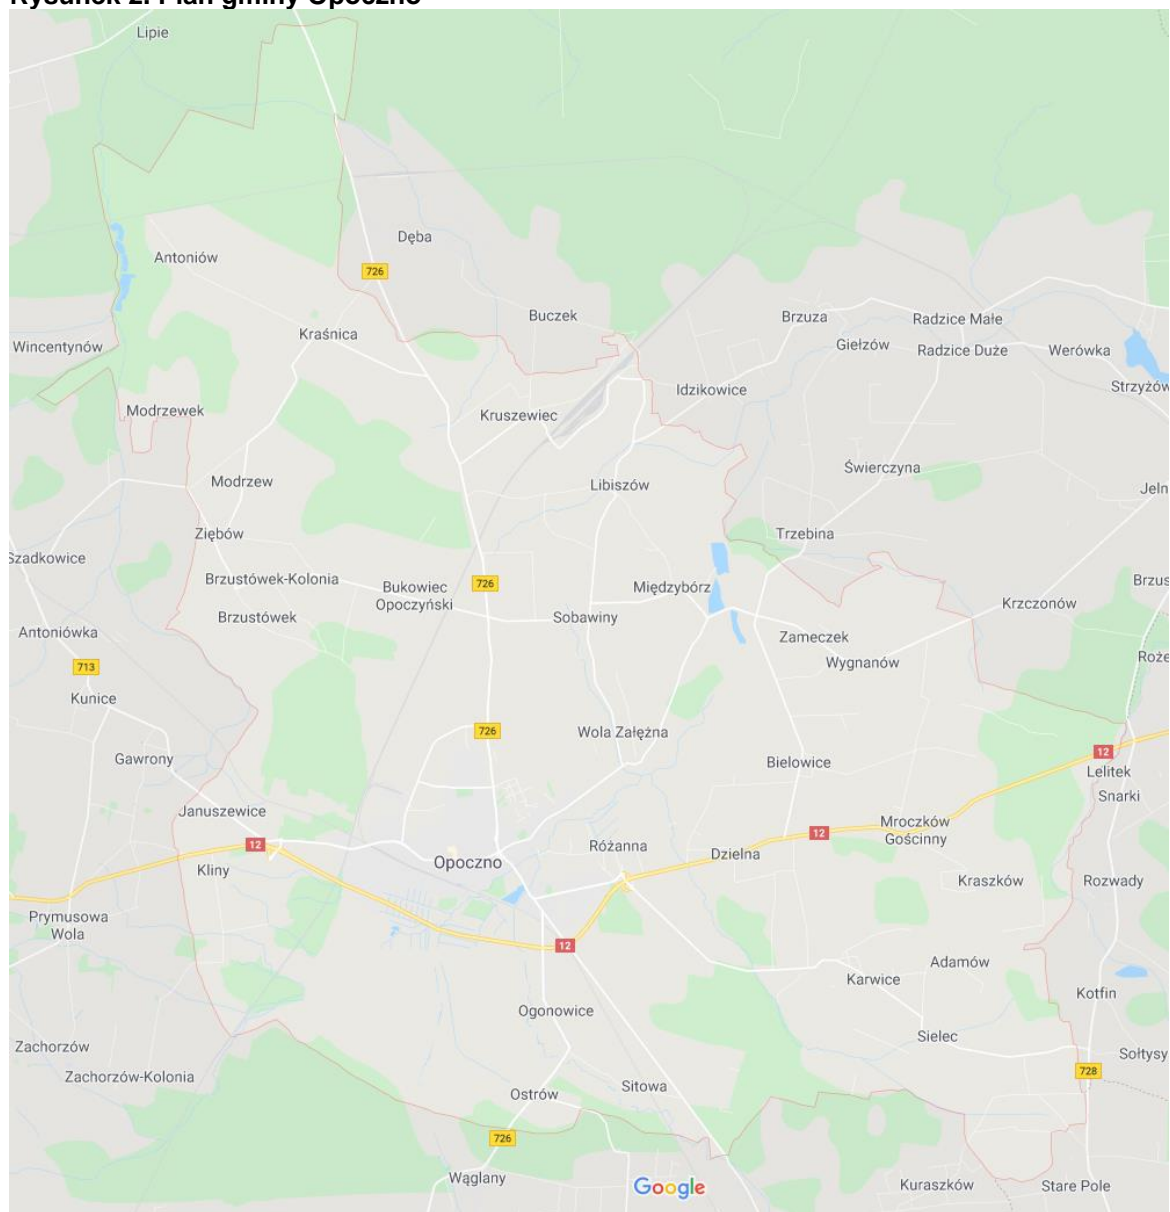 Rysunek 2. Plan gminy Opoczno
Lipie
Dęba
Antoniów
726
Buczek
Brzuza
Radzice Małe
Kraśnica
Giełzów
Radzice Duże
Werówka
Wincentynów
Idzikowice
Strzyżów
Modrzewek
Kruszewiec
Świerczyna
Modrzew
Libiszów
Jeln
Ziębów
Trzebina
Szadkowice
Brzustówek-Kolonia
Bukowiec
Opoczyński
726
Międzybórz
Brzus
Krzczonów
Brzustówek
Sobawiny
Antoniówka
Zameczek
713
Wygnanów
Roże
Kunice
726
Wola Załężna
Gawrony
Bielowice
12
Lelitek
Snarki
Januszewice
Mroczków
Gościnny
12
12
Różanna
Dzielna
Opoczno
Kliny
Kraszków
Rozwady
Prymusowa
Wola
12
Adamów
Karwice
Kotfin
Ogonowice
Sielec
Zachorzów
Sołtysy
Zachorzów-Kolonia
728
Sitowa
Ostrów
726
Wąglany
Google
Kuraszków
Stare Pole